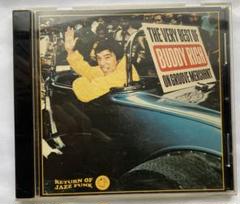 THE VERY BEST OF
BUDDY RICH
ON GROOVE MERCHANT
RETURN OF
JAZZ FUNK